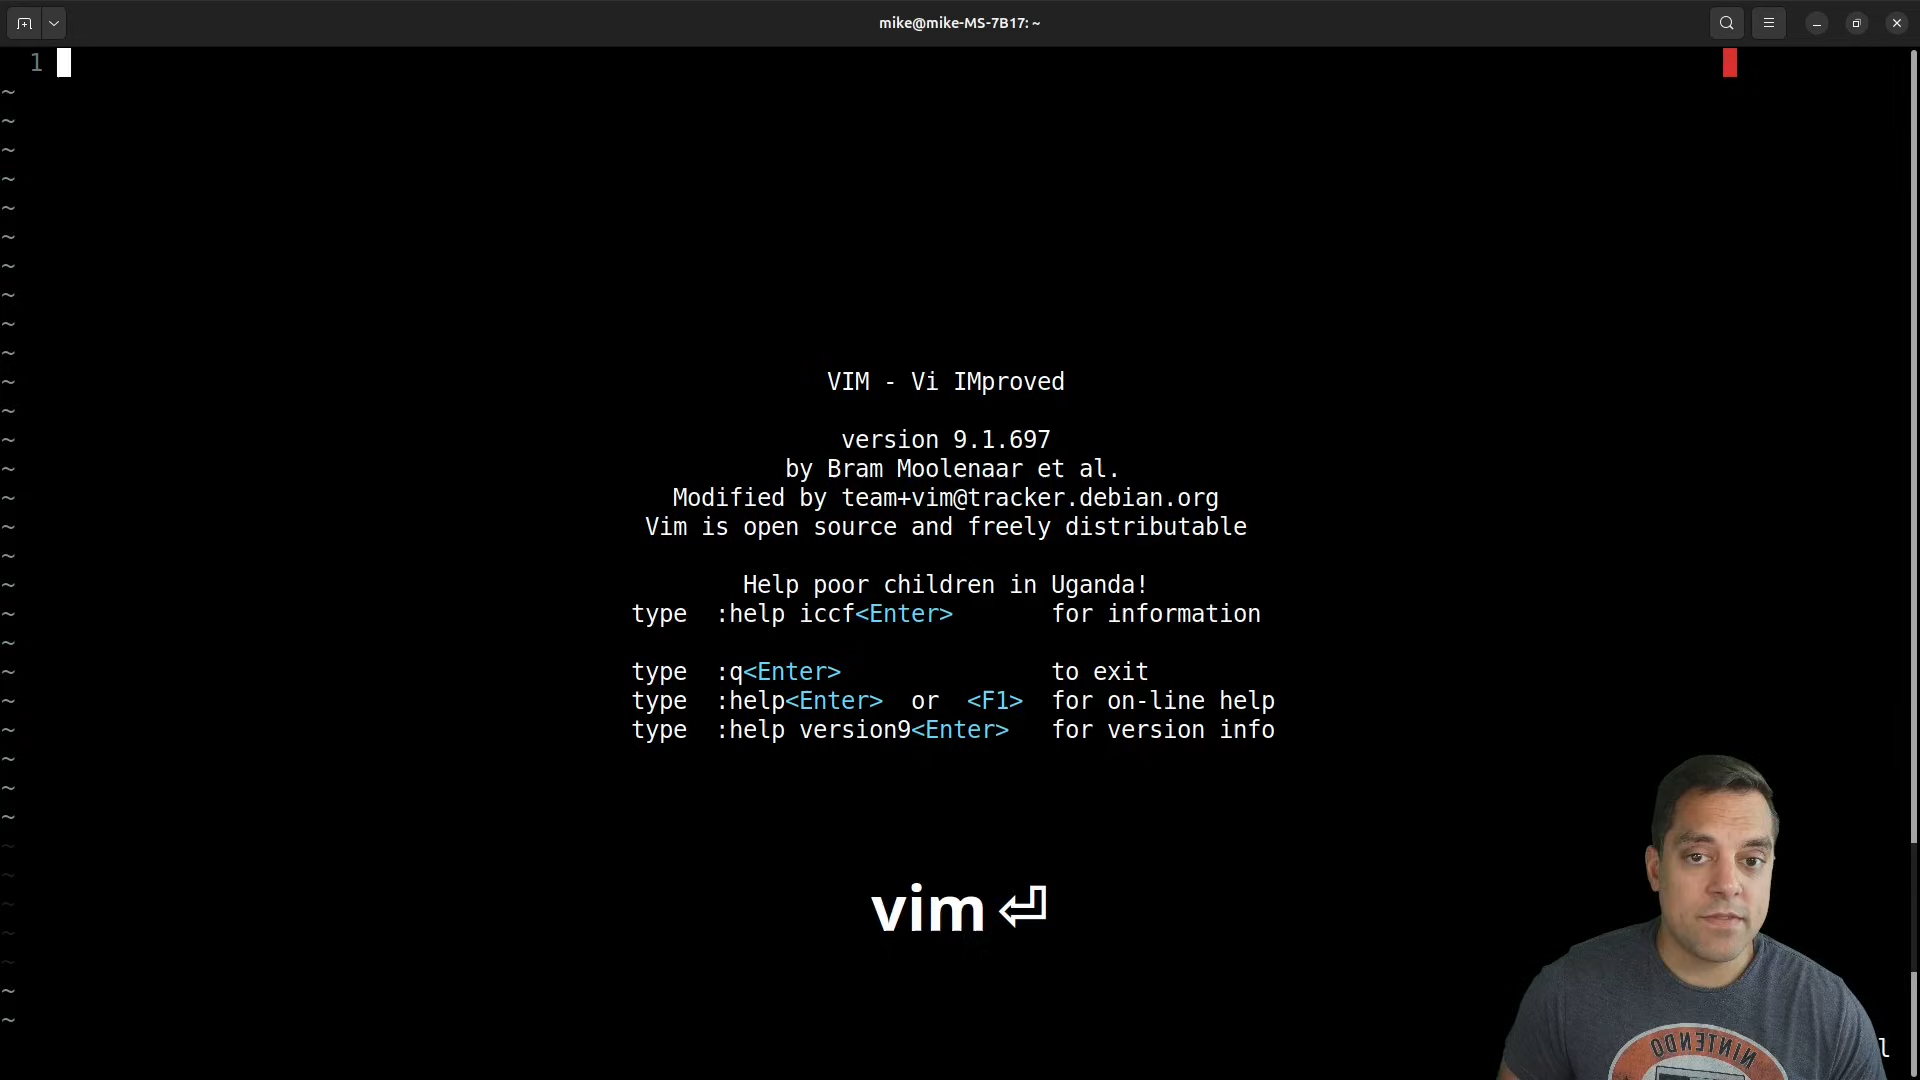 mike@mike-MS-7B17: ~
1
~
~
~
~
~
~
~
~
~
~
~ VIM - Vi IMproved
~
~ version 9.1.697
~ by Bram Moolenaar et al.
~ Modified by team+vim@tracker.debian.org
~ Vim is open source and freely distributable
~
~ Help poor children in Uganda!
~ type :help iccf<Enter> for information
~
~ type :q<Enter> to exit
~ type :help<Enter> or <F1> for on-line help
~ type :help version9<Enter> for version info
~
~
~
~
~
~
~
~
~
~
vim ⏎
NINTENDO
l